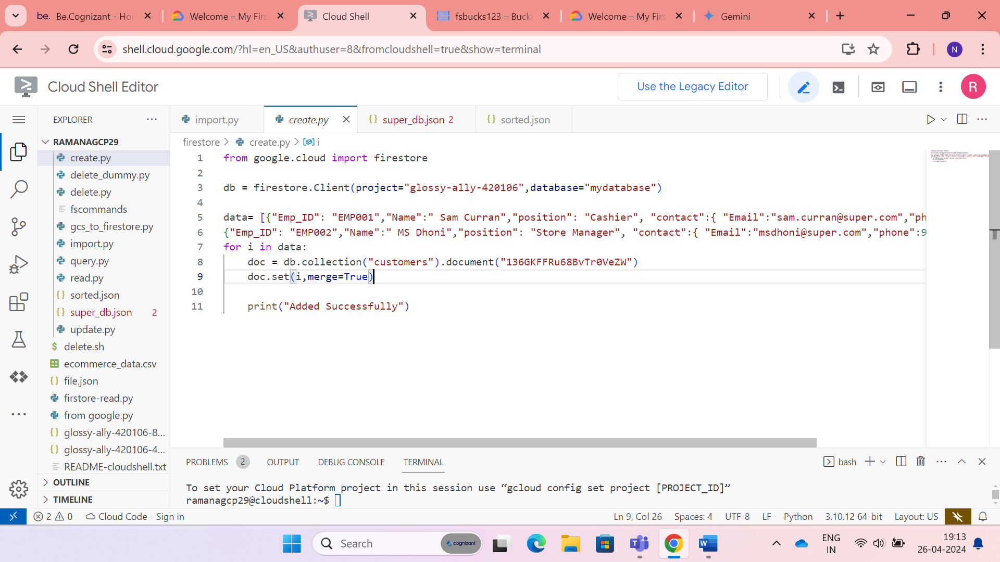 be. Be.Cognizant - Hor
Welcome – My Firs
Cloud Shell
fsbucks123 – Bucke
Welcome – My Firs
Gemini
shell.cloud.google.com/?hl=en_US&authuser=8&fromcloudshell=true&show=terminal
N
Cloud Shell Editor
Use the Legacy Editor
R
EXPLORER
import.py
create.py
super_db.json 2
sorted.json
RAMANAGCP29
create.py
delete_dummy.py
delete.py
fscommands
gcs_to_firestore.py
import.py
query.py
read.py
sorted.json
super_db.json 2
update.py
delete.sh
ecommerce_data.csv
file.json
firstore-read.py
from google.py
glossy-ally-420106-8...
glossy-ally-420106-4...
README-cloudshell.txt
OUTLINE
TIMELINE
firestore > create.py > i
1 from google.cloud import firestore
2
3 db = firestore.Client(project="glossy-ally-420106",database="mydatabase")
4
5 data= [{"Emp_ID": "EMP001","Name":" Sam Curran","position": "Cashier", "contact":{ "Email":"sam.curran@super.com","ph
6 {"Emp_ID": "EMP002","Name":" MS Dhoni","position": "Store Manager", "contact":{ "Email":"msdhoni@super.com","phone":9
7 for i in data:
8 doc = db.collection("customers").document("136GKFFRu68BvTr0VeZW")
9 doc.set(i,merge=True)
10
11 print("Added Successfully")
PROBLEMS 2 OUTPUT DEBUG CONSOLE TERMINAL
bash
To set your Cloud Platform project in this session use “gcloud config set project [PROJECT_ID]”
ramanagcp29@cloudshell:~$
2 0 Cloud Code - Sign in
Ln 9, Col 26 Spaces: 4 UTF-8 LF Python 3.10.12 64-bit Layout: US
Search
cognizant
ENG
IN
19:13
26-04-2024